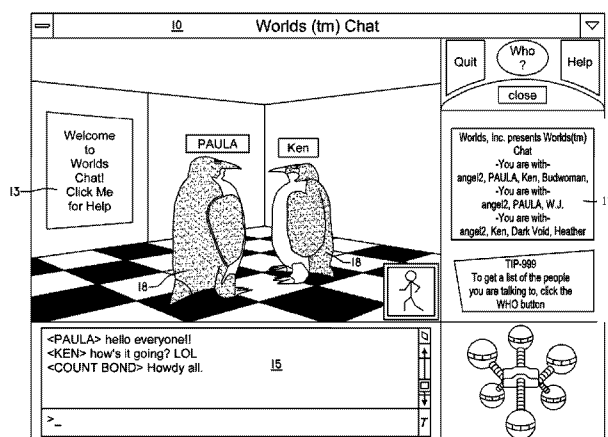 10
Worlds (tm) Chat
Quit
Who
?
Help
close
Welcome
to
Worlds
Chat!
Click Me
for Help
13
PAULA
Ken
18
18
Worlds, Inc. presents Worlds(tm)
Chat
-You are with-
angel2, PAULA, Ken, Budwoman,
-You are with-
angel2, PAULA, W.J.
-You are with-
angel2, Ken, Dark Void, Heather
TIP-999
To get a list of the people
you are talking to, click the
WHO button
<PAULA> hello everyone!!
<KEN> how's it going? LOL
<COUNT BOND> Howdy all.
15
>_
T